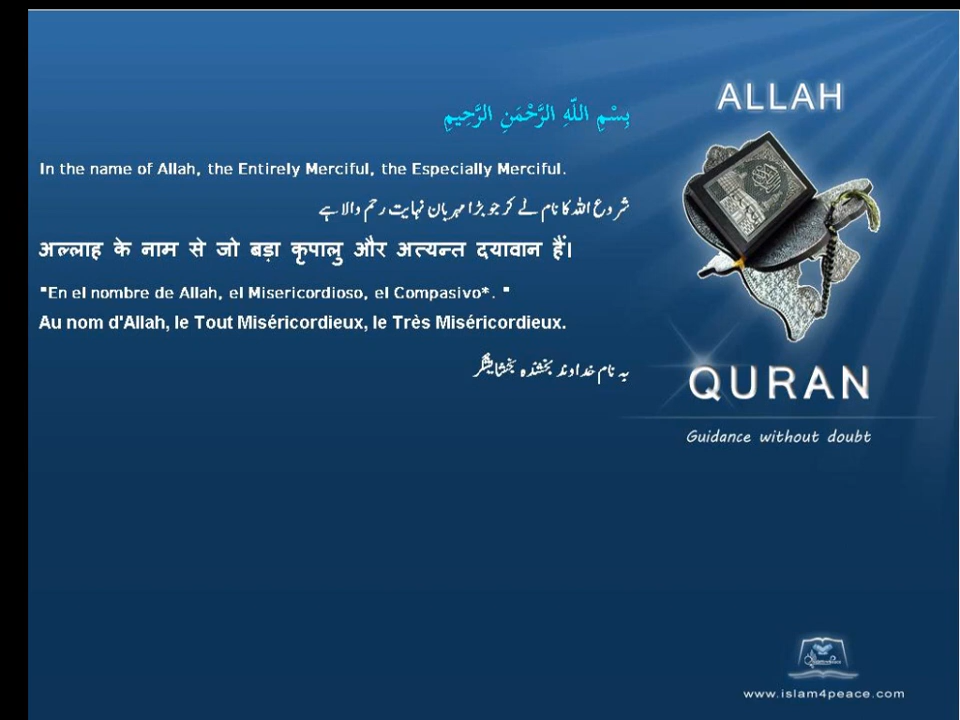 بِسْمِ اللّهِ الرَّحْمَنِ الرَّحِيمِ
In the name of Allah, the Entirely Merciful, the Especially Merciful.
شروع اللہ کا نام لے کر جو بڑا مہربان نہایت رحم والا ہے
अल्लाह के नाम से जो बड़ा कृपालु और अत्यन्त दयावान हैं।
"En el nombre de Allah, el Misericordioso, el Compasivo*. "
Au nom d'Allah, le Tout Miséricordieux, le Très Miséricordieux.
به نام خداوند بخشنده بخشایشگر
ALLAH
QURAN
Guidance without doubt
www.islam4peace.com